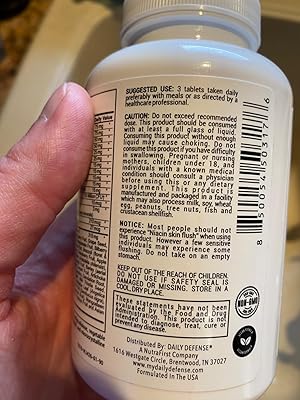 SUGGESTED USE: 3 tablets taken daily
preferably with meals or as directed by a
healthcare professional.
CAUTION: Do not exceed recommended
dose. This product should be consumed
with at least a full glass of liquid.
Consuming this product without enough
liquid may cause choking. Do not
consume this product if you have difficulty
in swallowing. Pregnant or nursing
mothers, children under 18, and
individuals with a known medical
condition should consult a physician
before using this or any dietary
supplement. This product is
manufactured and packaged in a facility
which may also process milk, soy, wheat,
egg, peanuts, tree nuts, fish and
crustacean shellfish.
NOTICE: Most people should not
experience "Niacin skin flush" when using
this product. However a few sensitive
individuals may experience some
flushing. Do not take on an empty
stomach.
KEEP OUT OF THE REACH OF CHILDREN.
DO NOT USE IF SAFETY SEAL IS
DAMAGED OR MISSING. STORE IN A
COOL DRY PLACE.
These statements have not been
evaluated by the Food and Drug
Administration. This product is not
intended to diagnose, treat, cure or
prevent any disease.
Distributed By: DAILY DEFENSE
A NutraFirst Company
1616 Westgate Circle, Brentwood, TN 37027
www.mydailydefense.com
Formulated in The USA
Daily Value
NON-GMO
8 50054 50317 6